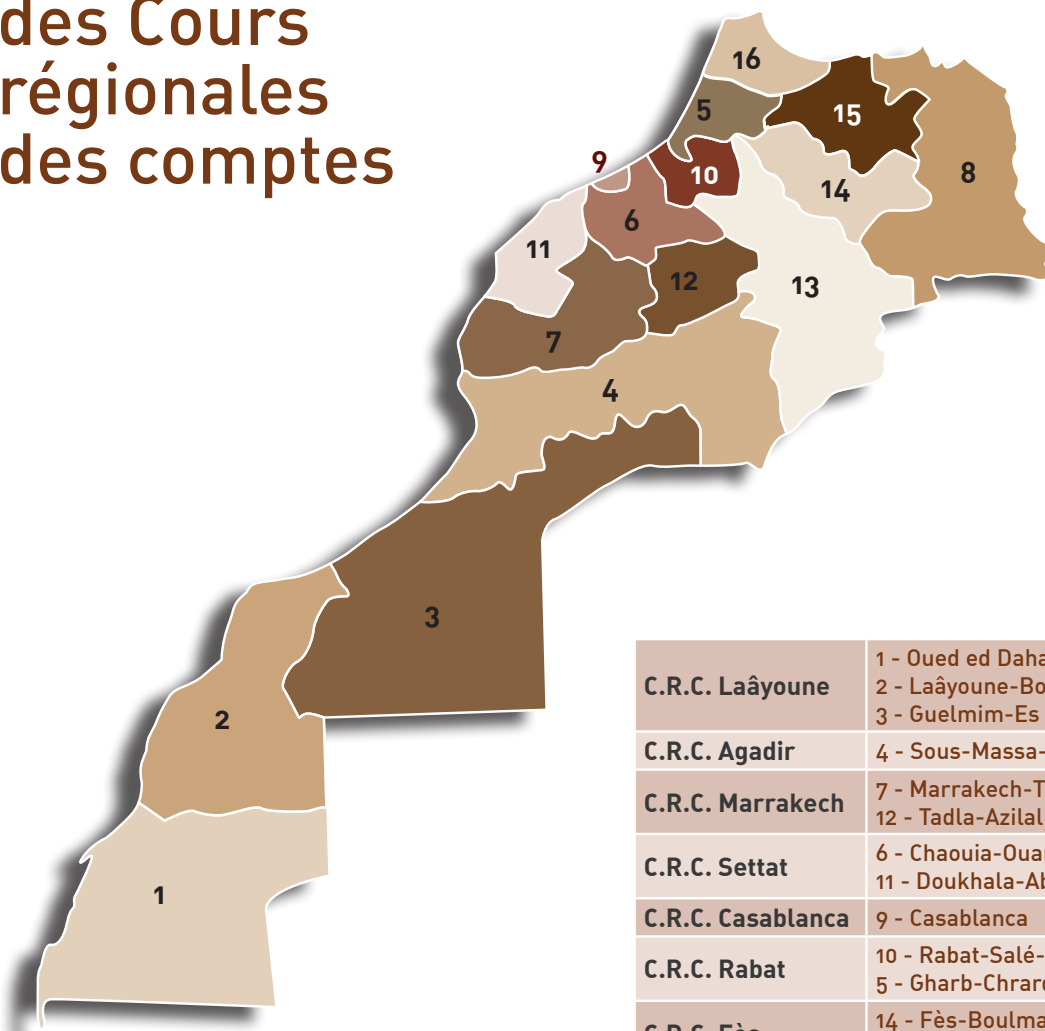 des Cours
régionales
des comptes
16
5
15
8
9
10
14
6
11
12
13
7
4
3
2
1
C.R.C. Laâyoune
1 - Oued ed Daha
2 - Laâyoune-Bo
3 - Guelmim-Es
C.R.C. Agadir
4 - Sous-Massa-
C.R.C. Marrakech
7 - Marrakech-T
12 - Tadla-Azilal
C.R.C. Settat
6 - Chaouia-Oua
11 - Doukhala-Ab
C.R.C. Casablanca
9 - Casablanca
C.R.C. Rabat
10 - Rabat-Salé-
5 - Gharb-Chrard
C.R.C. Fès
14 - Fès-Boulma